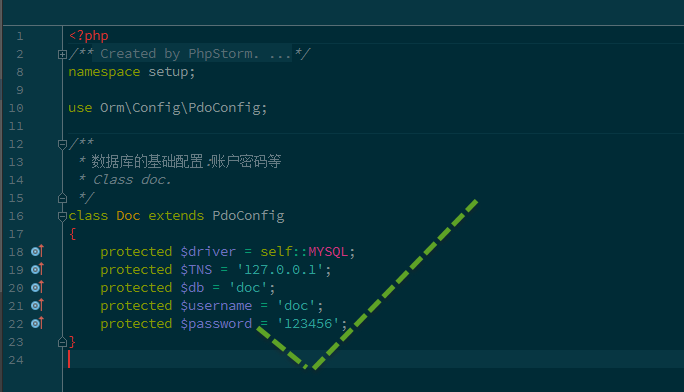 1 <?php
2 /** Created by PhpStorm. ...*/
8 namespace setup;
9
10 use Orm\Config\PdoConfig;
11
12 /**
13 * 数据库的基础配置.账户密码等
14 * Class doc.
15 */
16 class Doc extends PdoConfig
17 {
18 protected $driver = self::MYSQL;
19 protected $TNS = '127.0.0.1';
20 protected $db = 'doc';
21 protected $username = 'doc';
22 protected $password = '123456';
23 }
24